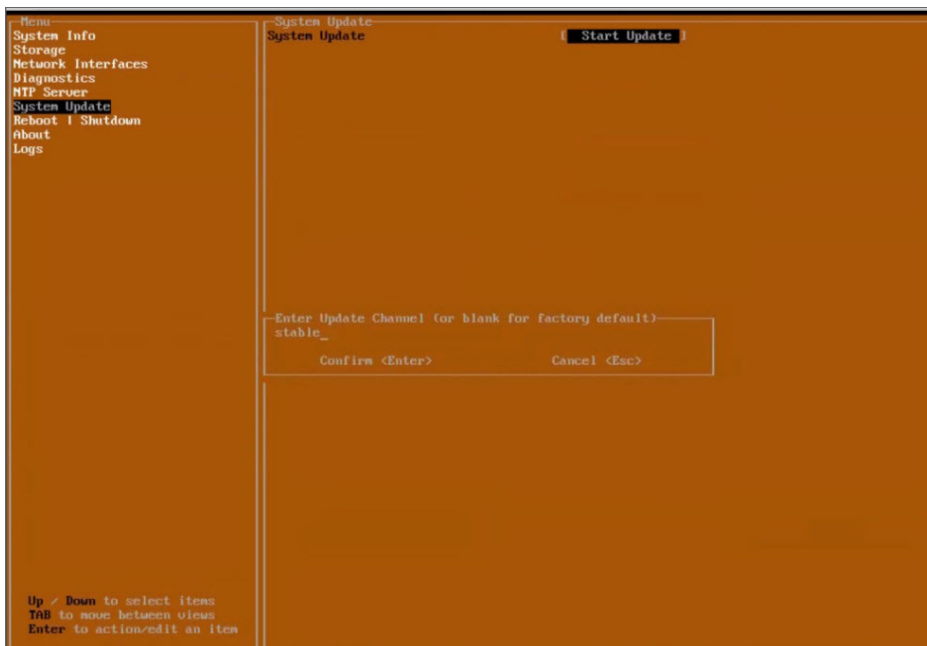 Menu
System Info
Storage
Network Interfaces
Diagnostics
NTP Server
System Update
Reboot | Shutdown
About
Logs
Up / Down to select items
TAB to move between views
Enter to action/edit an item
System Update
System Update [ Start Update ]
Enter Update Channel (or blank for factory default)
stable_
Confirm <Enter> Cancel <Esc>